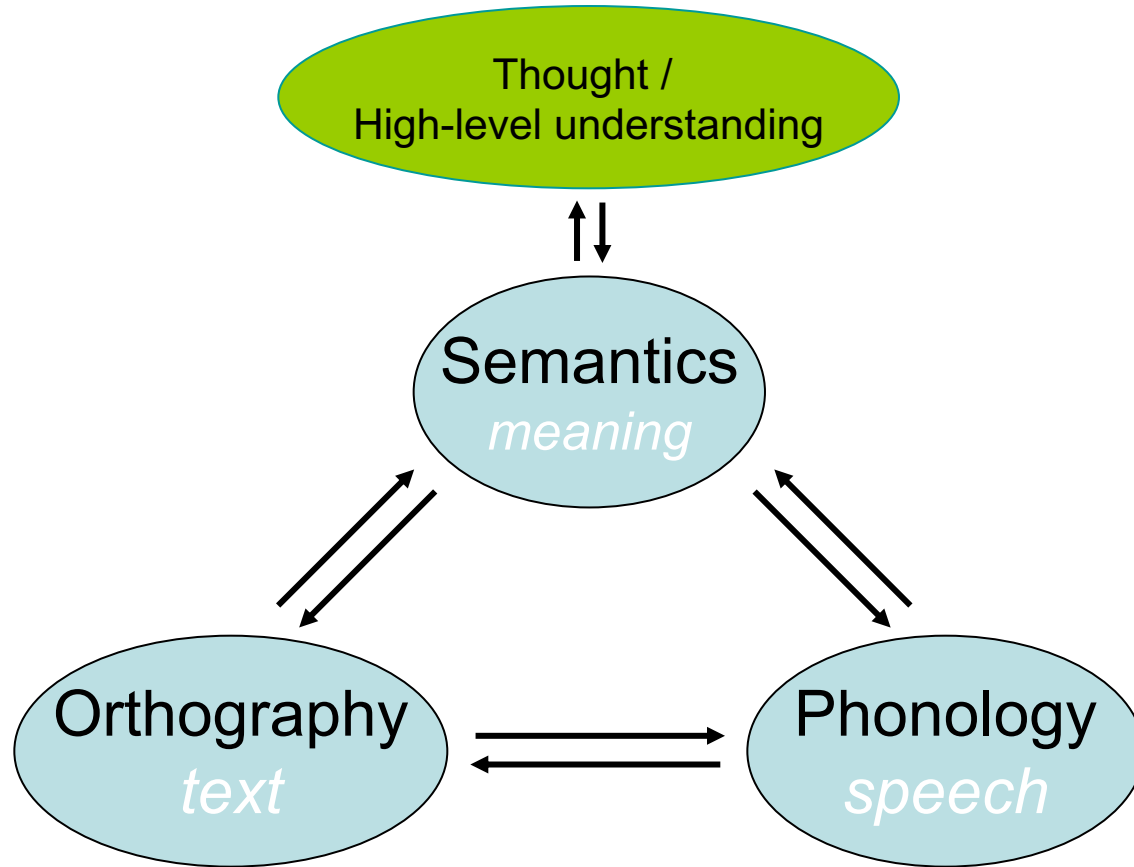 Thought /
High-level understanding
Semantics
meaning
Orthography
text
Phonology
speech